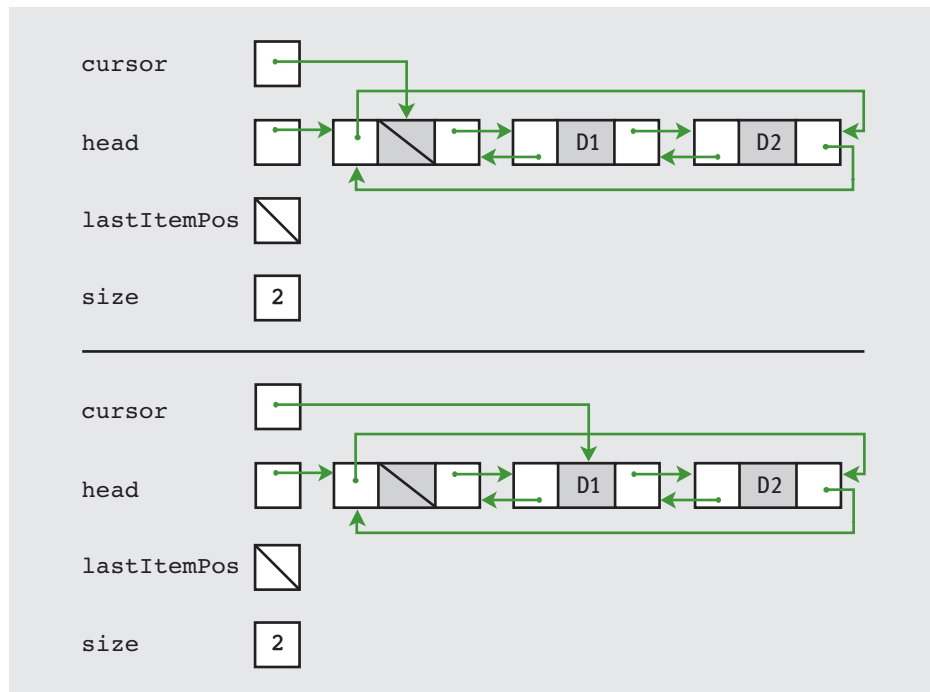 cursor
head D1 D2
lastItemPos
size 2
cursor
head D1 D2
lastItemPos
size 2